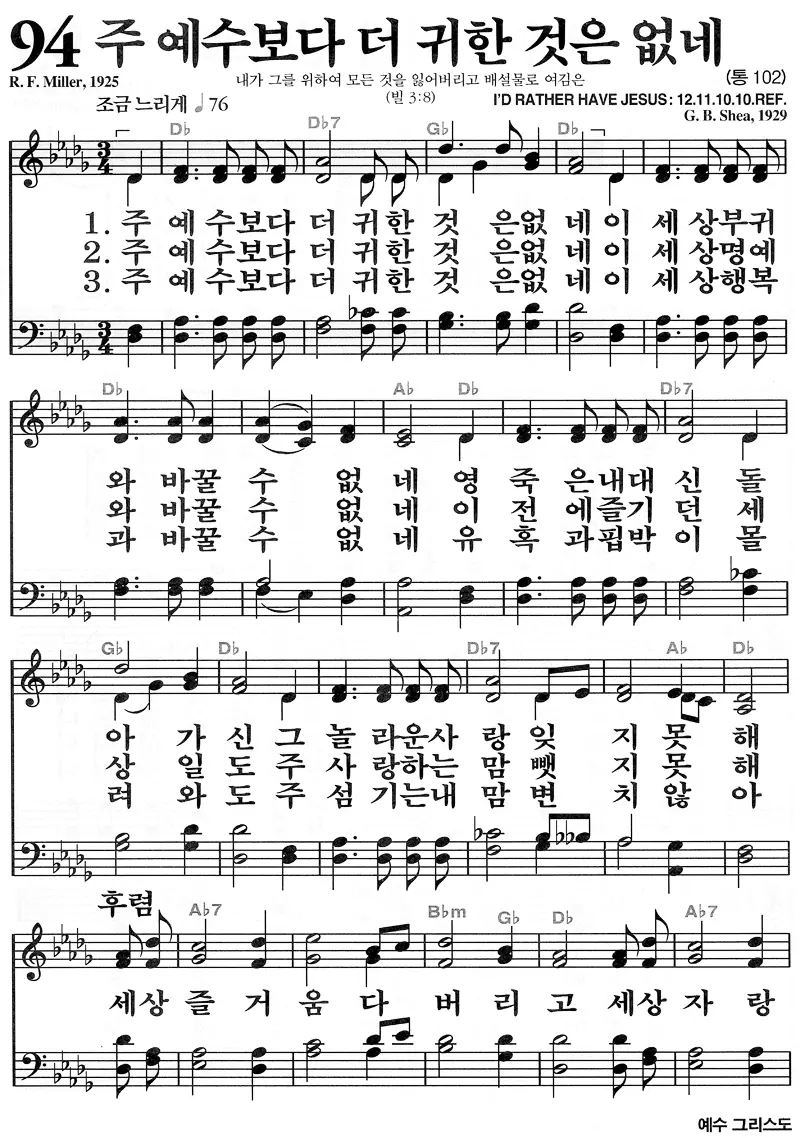 94 주 예수보다 더 귀한 것은 없네
R. F. Miller, 1925 내가 그를 위하여 모든 것을 잃어버리고 배설물로 여김은 (통 102)
(빌 3:8)
조금 느리게 ♩76 I'D RATHER HAVE JESUS: 12.11.10.10.REF.
G. B. Shea, 1929
D♭ D♭7 G♭ D♭
1. 주 예 수보다 더 귀한 것 은없 네 이 세 상부귀
2. 주 예 수보다 더 귀한 것 은없 네 이 세 상명예
3. 주 예 수보다 더 귀한 것 은없 네 이 세 상행복
D♭ A♭ D♭ D♭7
와 바꿀 수 없 네 영 죽 은내대 신 돌
와 바꿀 수 없 네 이 전 에즐기 던 세
과 바꿀 수 없 네 유 혹 과핍박 이 몰
G♭ D♭ D♭7 A♭ D♭
아 가 신 그 놀 라운사 랑 잊 지 못 해
상 일 도 주 사 랑하는 맘 뺏 지 못 해
려 와 도 주 섬 기는내 맘 변 치 않 아
후렴
A♭7 B♭m G♭ D♭ A♭7
세상 즐 거 움 다 버 리 고 세상 자 랑
예수 그리스도